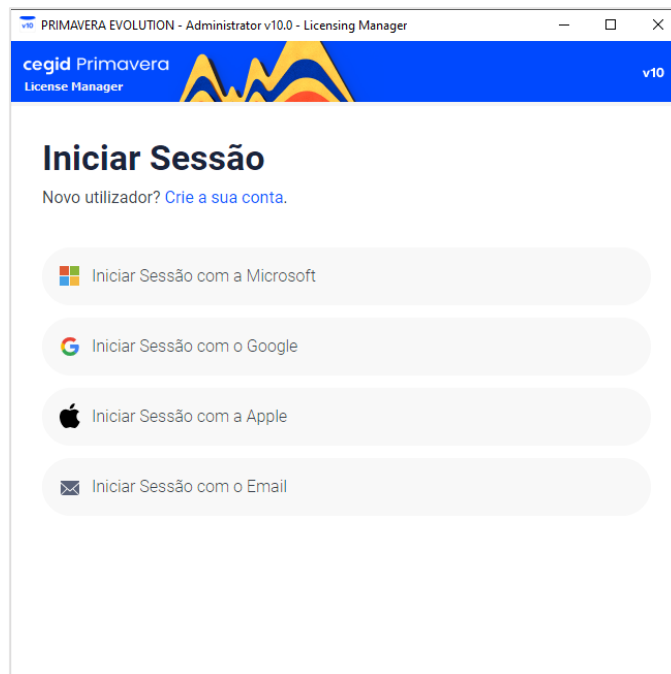 v10 PRIMAVERA EVOLUTION - Administrator v10.0 - Licensing Manager
cegid Primavera
License Manager
v10
Iniciar Sessão
Novo utilizador? Crie a sua conta.
Iniciar Sessão com a Microsoft
Iniciar Sessão com o Google
Iniciar Sessão com a Apple
Iniciar Sessão com o Email